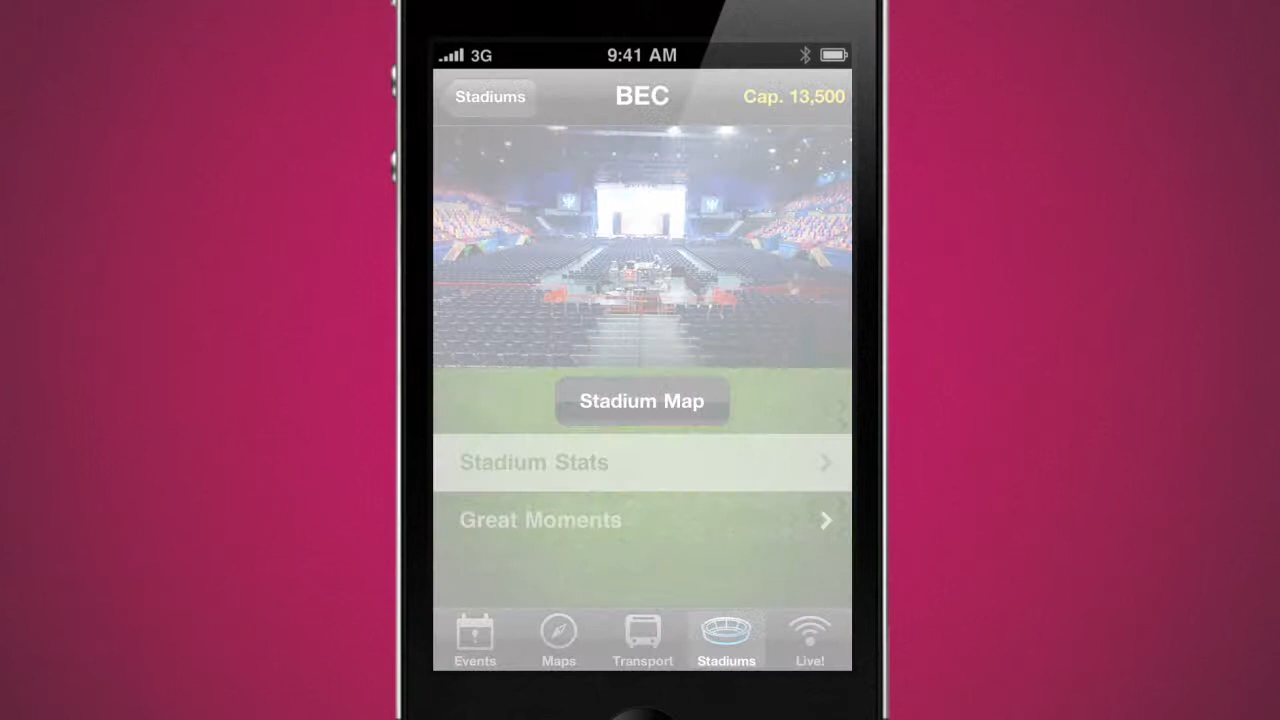 3G 9:41 AM
Stadiums BEC Cap. 13,500
Stadium Map
Stadium Stats
Great Moments
Events Maps Transport Stadiums Live!